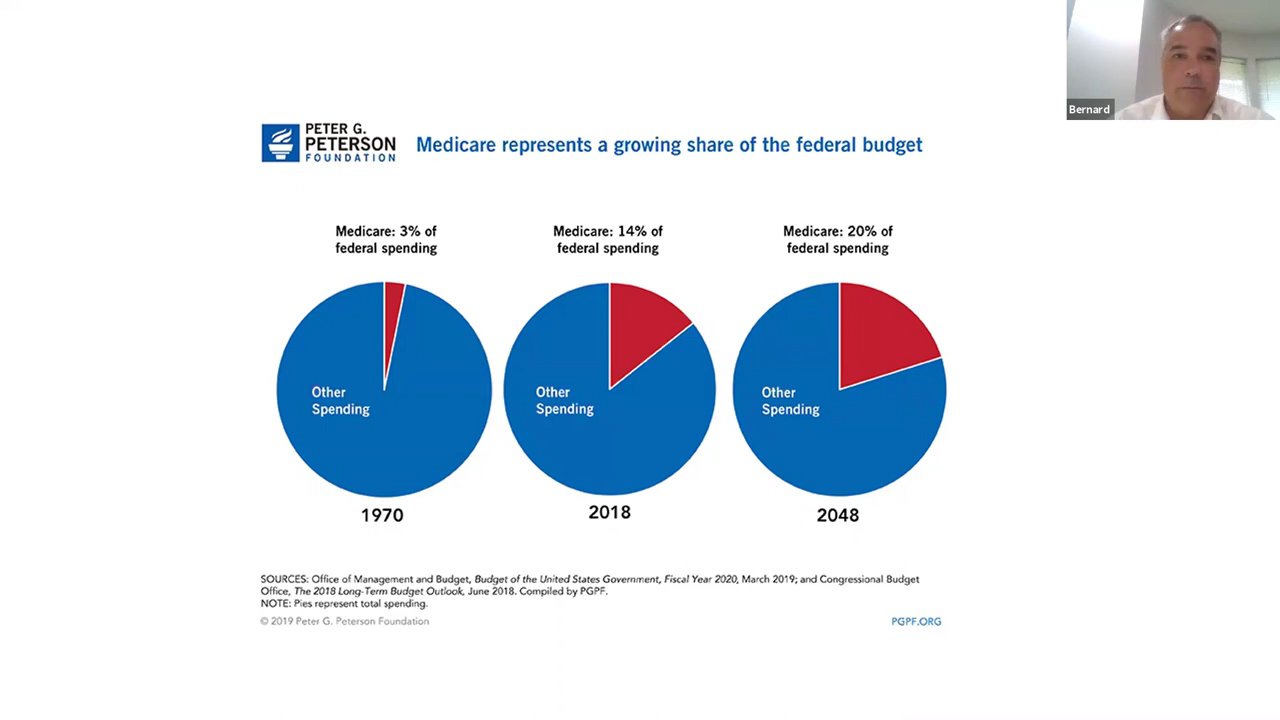 Bernard
PETER G.
PETERSON
FOUNDATION
Medicare represents a growing share of the federal budget
Medicare: 3% of
federal spending
Medicare: 14% of
federal spending
Medicare: 20% of
federal spending
Other
Spending
Other
Spending
Other
Spending
1970
2018
2048
SOURCES: Office of Management and Budget, Budget of the United States Government, Fiscal Year 2020, March 2019; and Congressional Budget
Office, The 2018 Long-Term Budget Outlook, June 2018. Compiled by PGPF.
NOTE: Pies represent total spending.
© 2019 Peter G. Peterson Foundation
PGPF.ORG